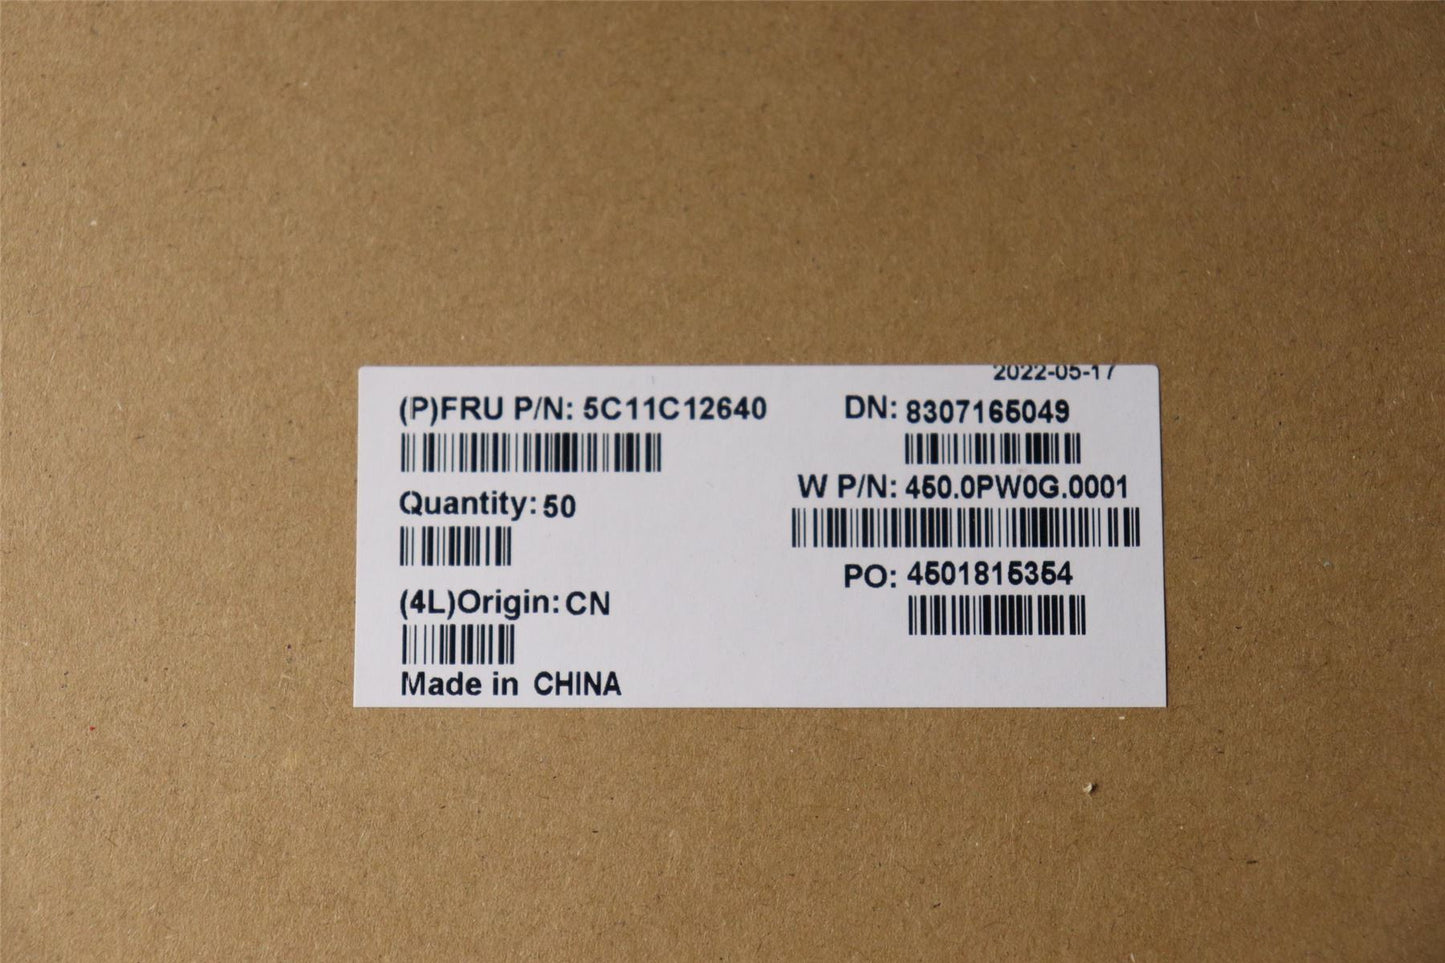 2022-05-17
(P)FRU P/N: 5C11C12640
DN: 8307165049
W P/N: 450.0PW0G.0001
Quantity: 50
PO: 4501815354
(4L)Origin: CN
Made in CHINA